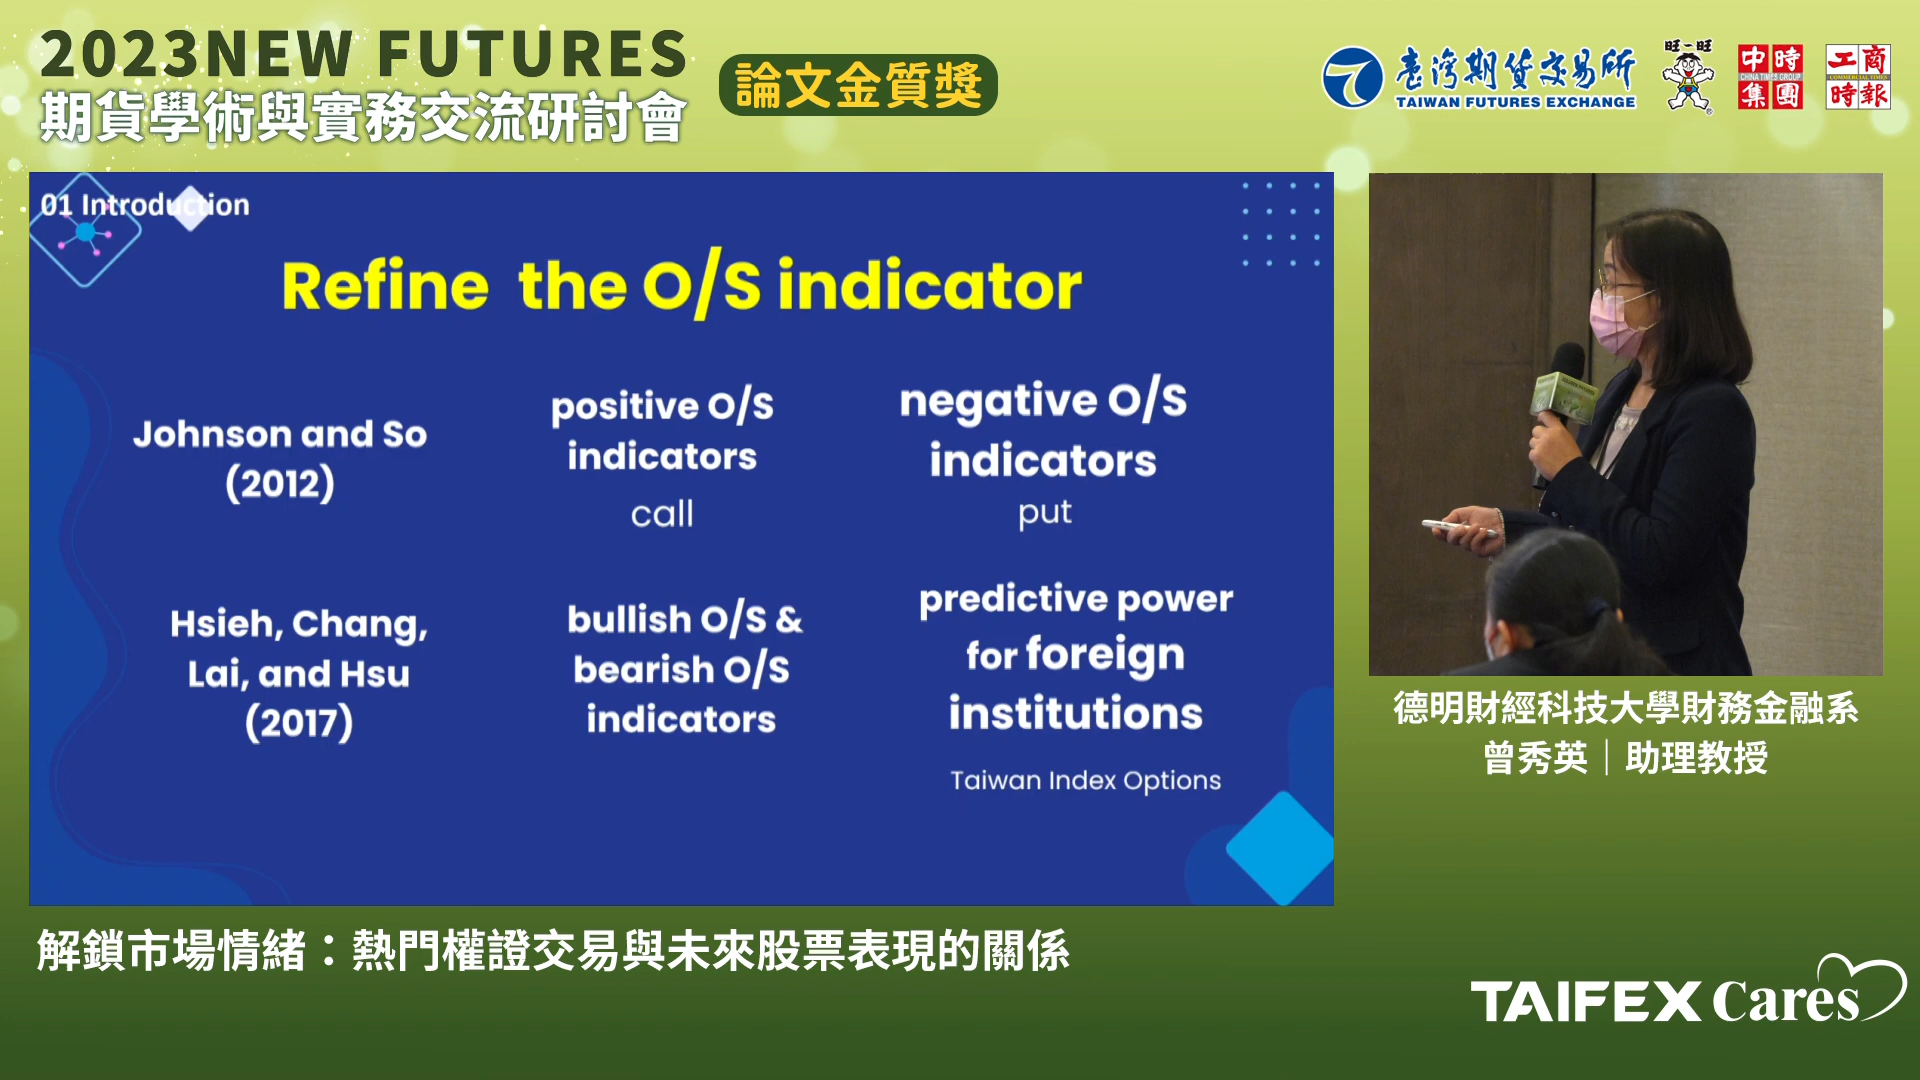 2023NEW FUTURES
期貨學術與實務交流研討會
論文金質獎
臺灣期貨交易所
TAIWAN FUTURES EXCHANGE
旺旺
中時
CHINA TIMES GROUP
集團
工商
COMMERCIAL TIMES
時報
01 Introduction
Refine the O/S indicator
Johnson and So
(2012)
positive O/S
indicators
call
negative O/S
indicators
put
Hsieh, Chang,
Lai, and Hsu
(2017)
bullish O/S &
bearish O/S
indicators
predictive power
for foreign
institutions
Taiwan Index Options
德明財經科技大學財務金融系
曾秀英｜助理教授
解鎖市場情緒：熱門權證交易與未來股票表現的關係
TAIFEX Cares